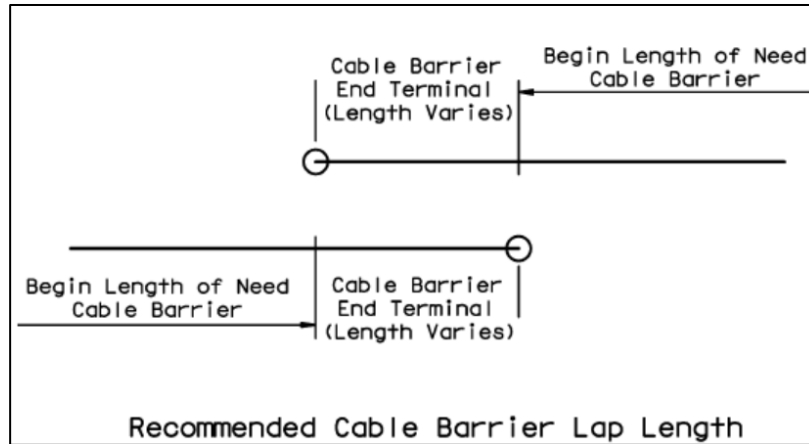 Cable Barrier
End Terminal
(Length Varies)
Begin Length of Need
Cable Barrier
Begin Length of Need
Cable Barrier
Cable Barrier
End Terminal
(Length Varies)
Recommended Cable Barrier Lap Length